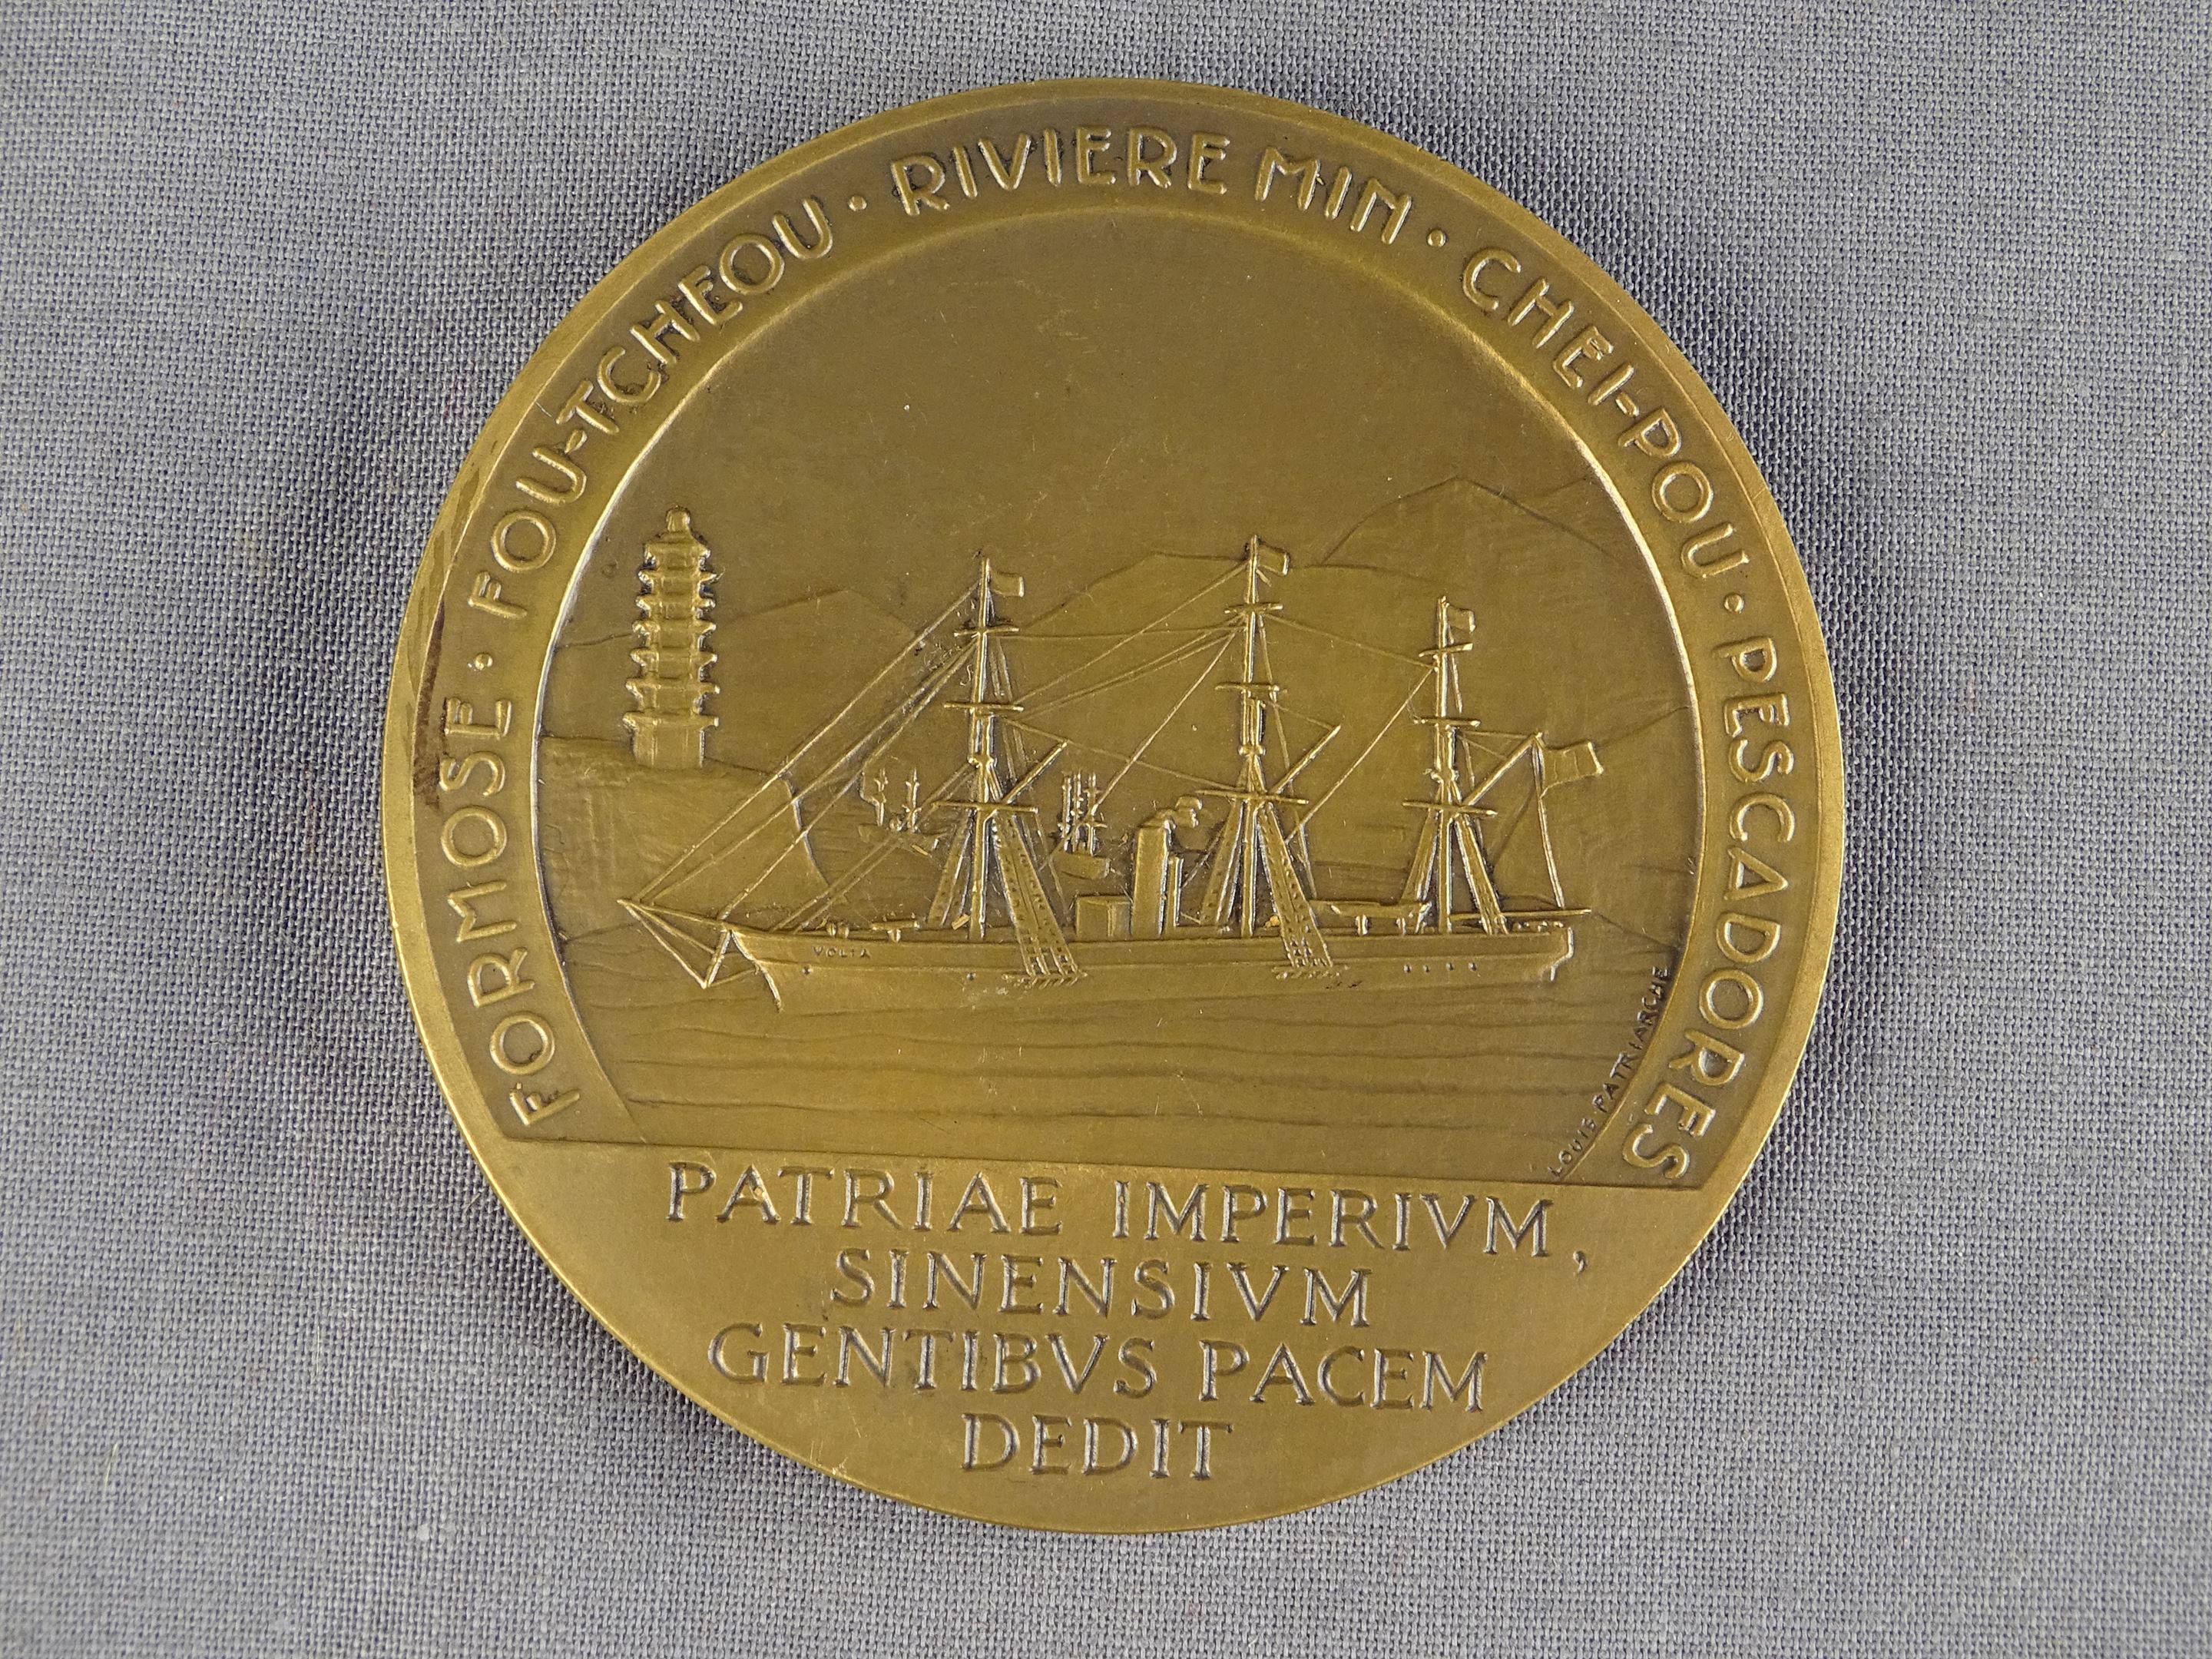 FORMOSE · FOU-TCHEOU · RIVIERE MIN · CHEI-POU · PESCADORES
VOLTA
LOUIS PATRIARCHE
PATRIAE IMPERIVM,
SINENSIVM
GENTIBVS PACEM
DEDIT